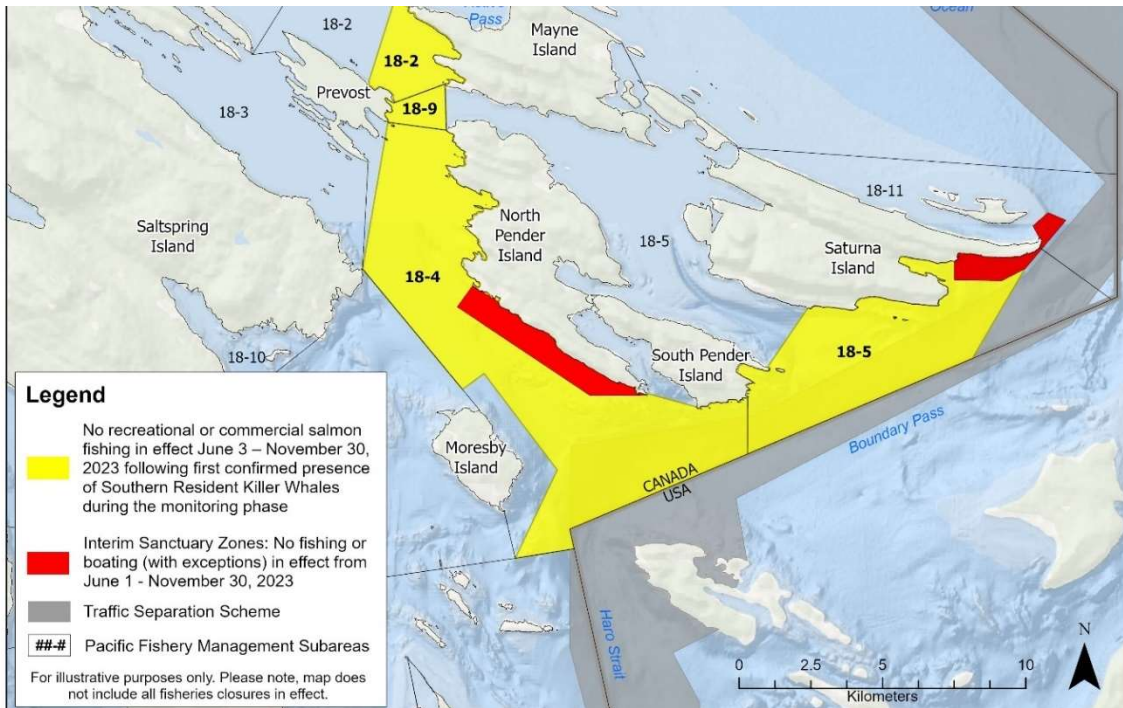 Active
Pass
Ocean
18-2
Mayne
Island
18-2
Prevost
18-9
18-3
18-11
North
Pender
Island
Saltspring
Island
18-5
Saturna
Island
18-4
18-5
South Pender
Island
18-10
Boundary Pass
Moresby
Island
CANADA
USA
Haro Strait
Legend
No recreational or commercial salmon
fishing in effect June 3 – November 30,
2023 following first confirmed presence
of Southern Resident Killer Whales
during the monitoring phase
Interim Sanctuary Zones: No fishing or
boating (with exceptions) in effect from
June 1 - November 30, 2023
Traffic Separation Scheme
##-# Pacific Fishery Management Subareas
For illustrative purposes only. Please note, map does
not include all fisheries closures in effect.
N
0 2.5 5 10
Kilometers